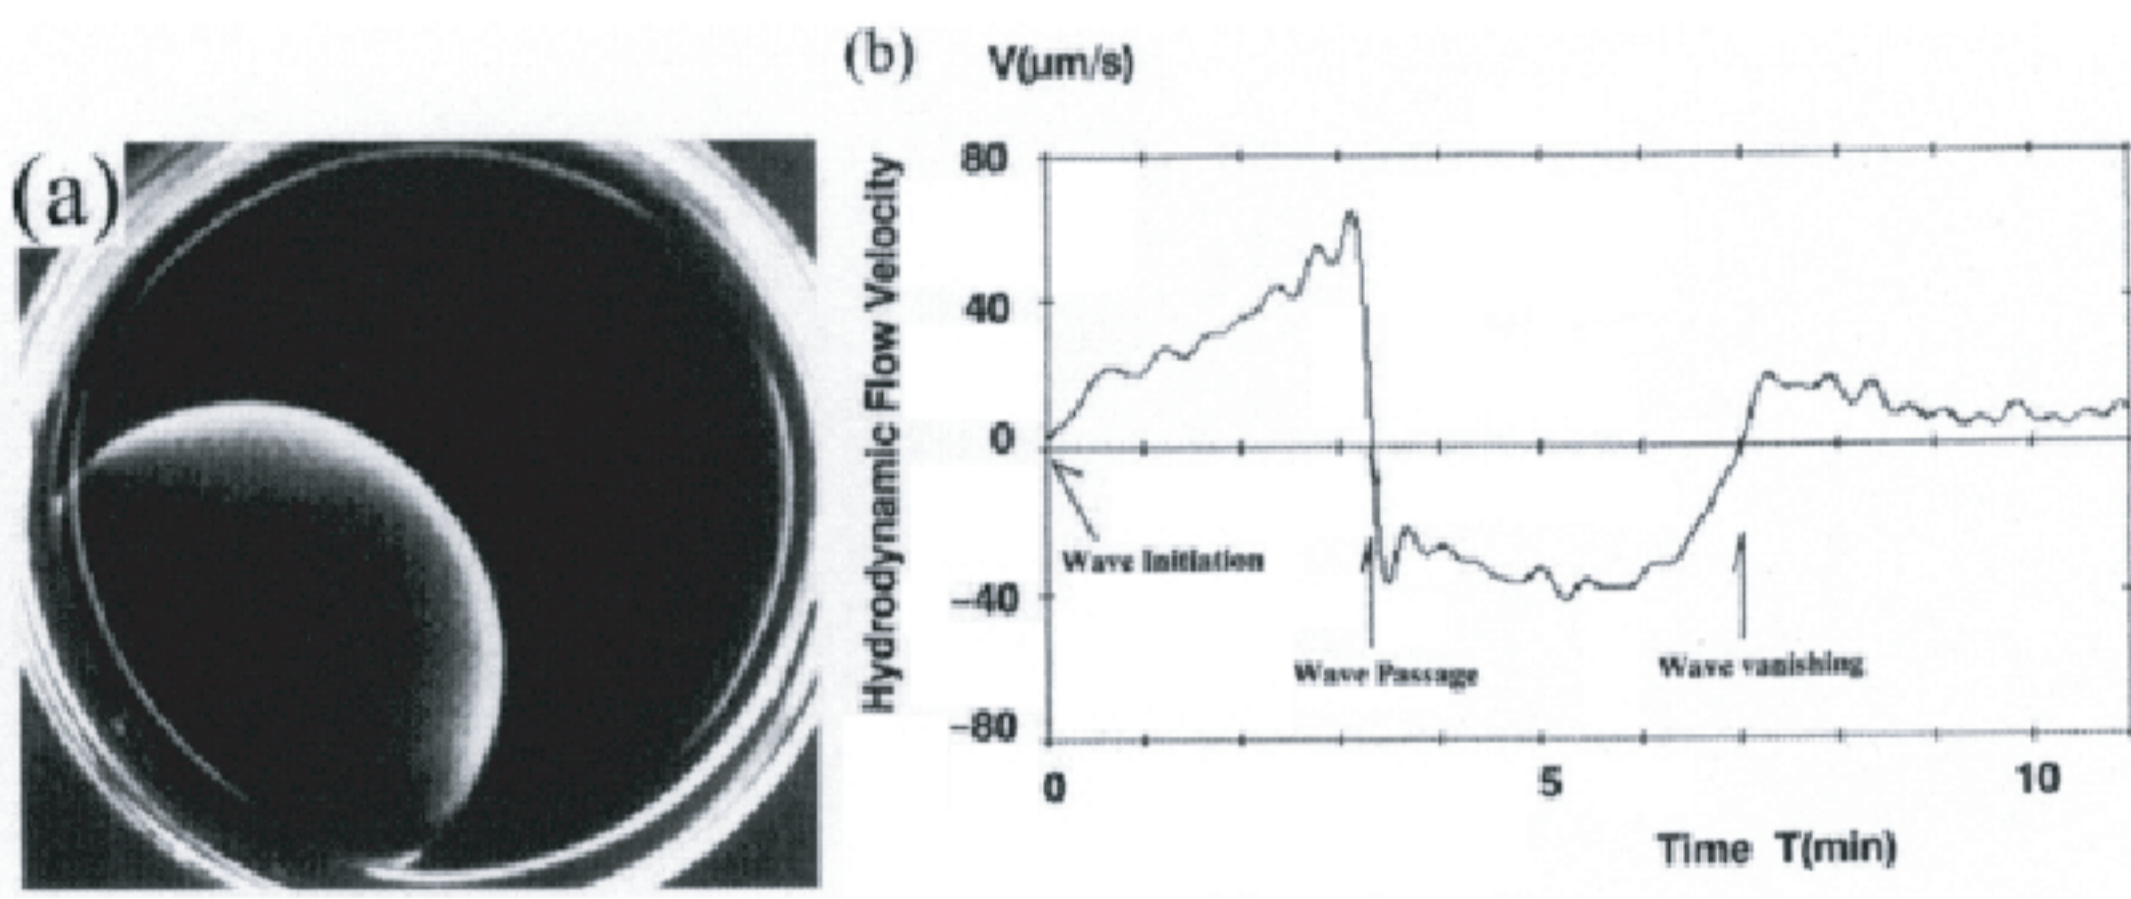 (a)
(b)
V(μm/s)
Hydrodynamic Flow Velocity
80
40
0
−40
−80
Wave Initiation
Wave Passage
Wave vanishing
0
5
10
Time T(min)